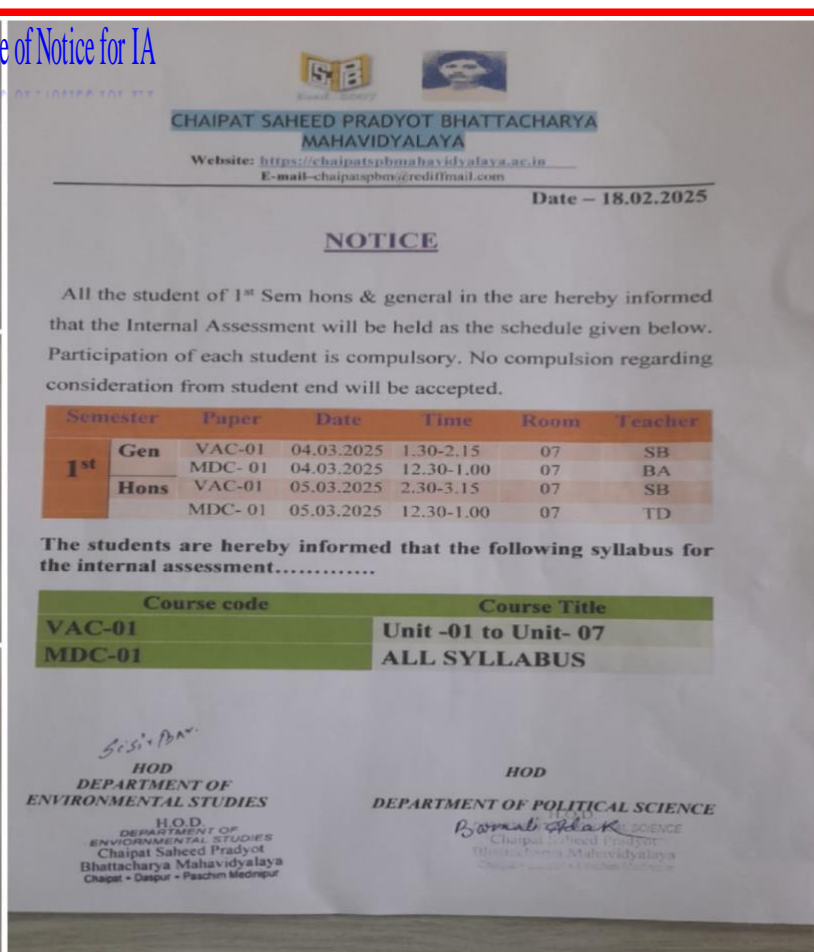 e of Notice for IA
CHAIPAT SAHEED PRADYOT BHATTACHARYA
MAHAVIDYALAYA
Website: https://chaipatspbmahavidyalaya.ac.in
E-mail–chaipatspbm@rediffmail.com
Date – 18.02.2025
NOTICE
All the student of 1st Sem hons & general in the are hereby informed
that the Internal Assessment will be held as the schedule given below.
Participation of each student is compulsory. No compulsion regarding
consideration from student end will be accepted.
Semester Paper Date Time Room Teacher
1st Gen VAC-01 04.03.2025 1.30-2.15 07 SB
MDC- 01 04.03.2025 12.30-1.00 07 BA
Hons VAC-01 05.03.2025 2.30-3.15 07 SB
MDC- 01 05.03.2025 12.30-1.00 07 TD
The students are hereby informed that the following syllabus for
the internal assessment.............
Course code Course Title
VAC-01 Unit -01 to Unit- 07
MDC-01 ALL SYLLABUS
HOD
DEPARTMENT OF
ENVIRONMENTAL STUDIES
H.O.D.
DEPARTMENT OF
ENVIORNMENTAL STUDIES
Chaipat Saheed Pradyot
Bhattacharya Mahavidyalaya
Chaipat • Daspur • Paschim Medinipur
HOD
DEPARTMENT OF POLITICAL SCIENCE
H.O.D.
SCIENCE
Chaipat Saheed Pradyot
Bhattacharya Mahavidyalaya